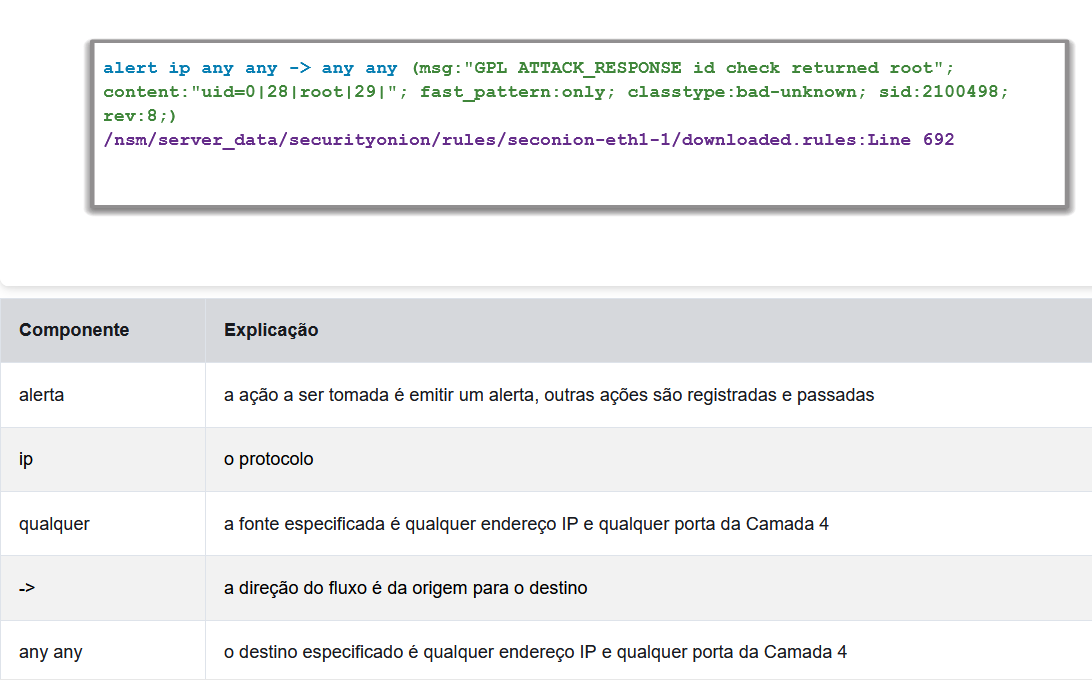 alert ip any any -> any any (msg:"GPL ATTACK_RESPONSE id check returned root";
content:"uid=0|28|root|29|"; fast_pattern:only; classtype:bad-unknown; sid:2100498;
rev:8;)
/nsm/server_data/securityonion/rules/seconion-eth1-1/downloaded.rules:Line 692
Componente Explicação
alerta a ação a ser tomada é emitir um alerta, outras ações são registradas e passadas
ip o protocolo
qualquer a fonte especificada é qualquer endereço IP e qualquer porta da Camada 4
-> a direção do fluxo é da origem para o destino
any any o destino especificado é qualquer endereço IP e qualquer porta da Camada 4